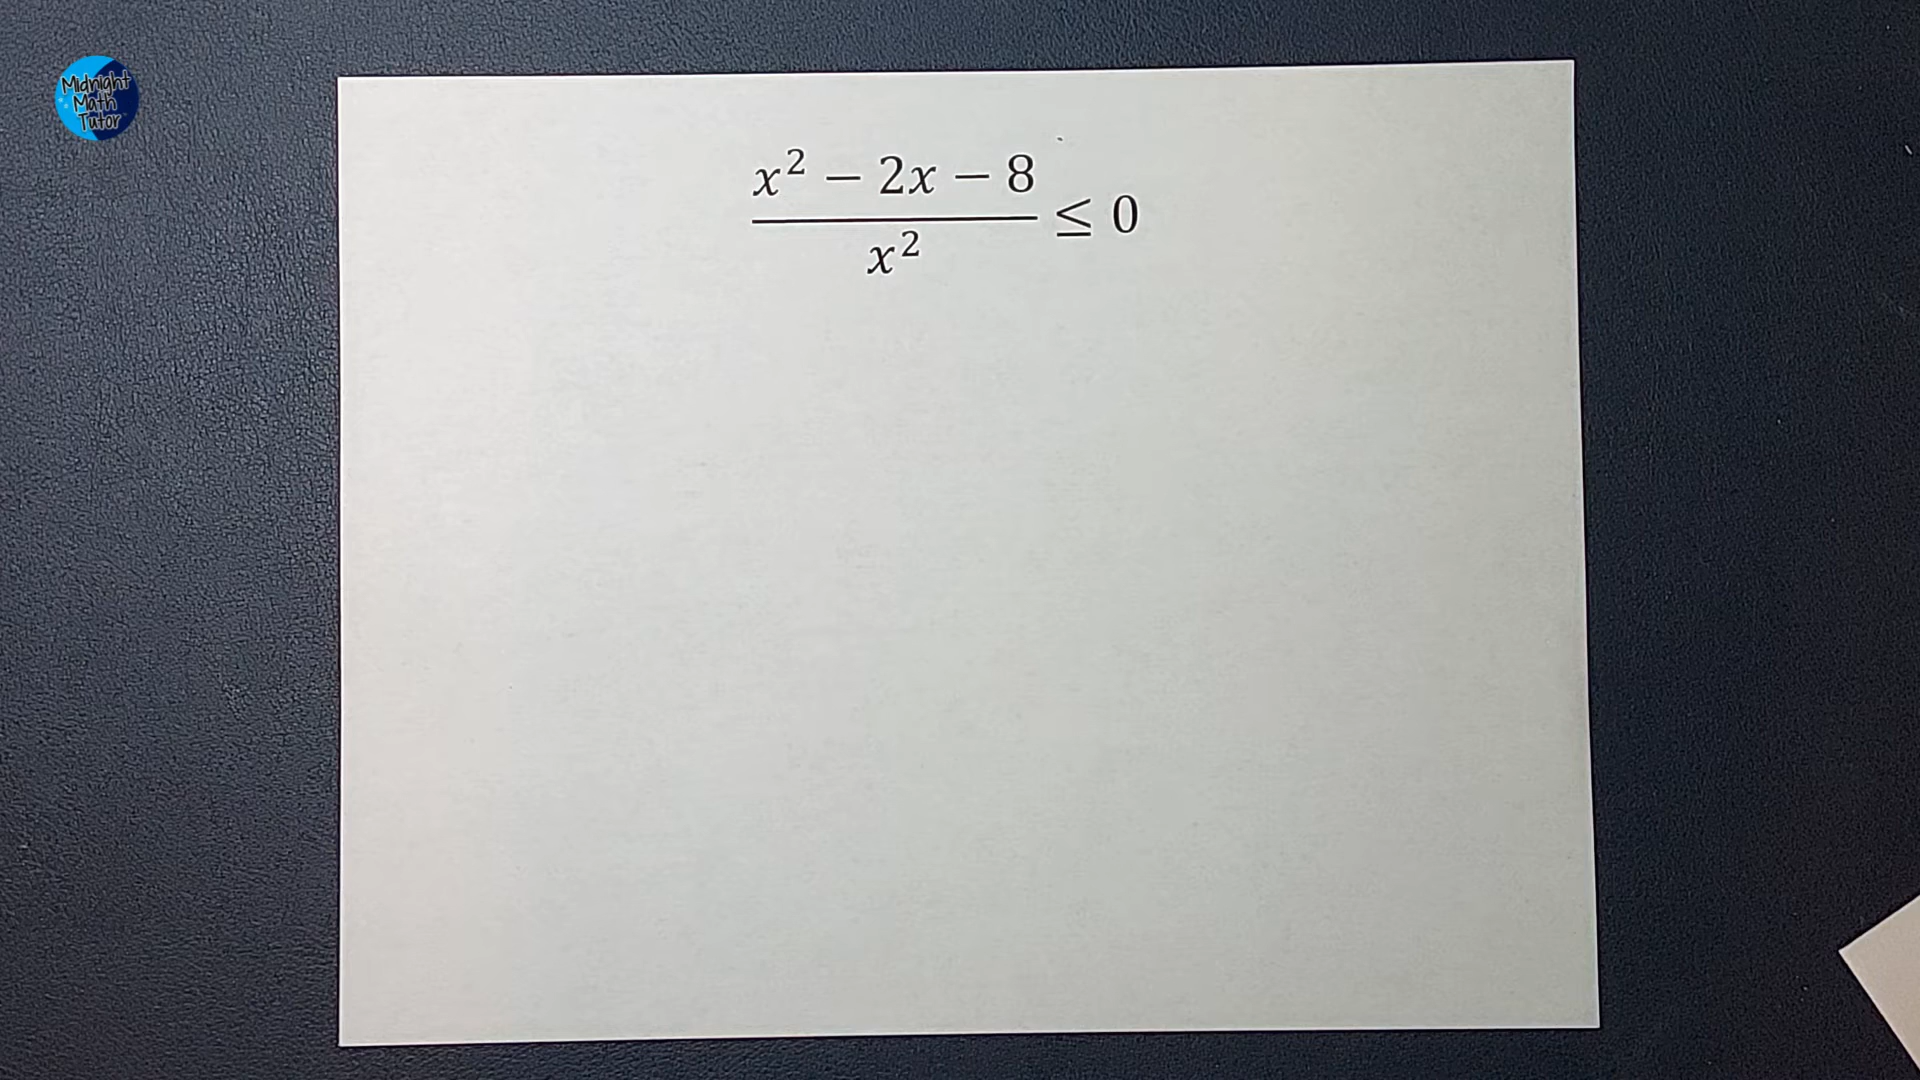 Midnight
Math
Tutor
x² − 2x − 8
x²
≤ 0